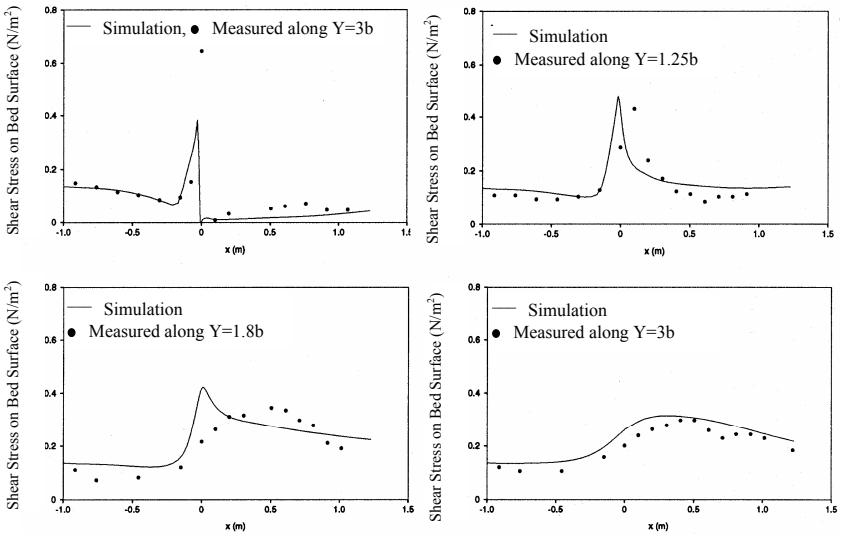 Shear Stress on Bed Surface (N/m²)
Simulation, ● Measured along Y=3b
0.8
0.6
0.4
0.2
0
-1.0
-0.5
0
0.5
1.0
1.5
x (m)
Shear Stress on Bed Surface (N/m²)
Simulation
● Measured along Y=1.25b
0.8
0.6
0.4
0.2
0
-1.0
-0.5
0
0.5
1.0
1.5
x (m)
Shear Stress on Bed Surface (N/m²)
Simulation
● Measured along Y=1.8b
0.8
0.6
0.4
0.2
0
-1.0
-0.5
0
0.5
1.0
1.5
x (m)
Shear Stress on Bed Surface (N/m²)
Simulation
● Measured along Y=3b
0.8
0.6
0.4
0.2
0
-1.0
-0.5
0
0.5
1.0
1.5
x (m)